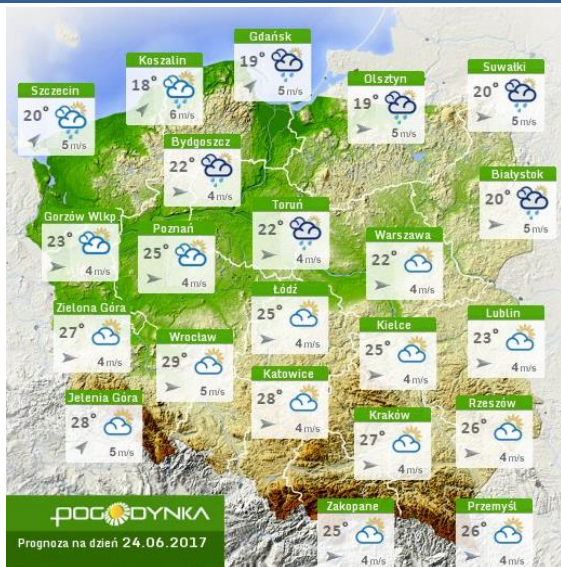 Gdańsk
19°
5 m/s
Koszalin
18°
6 m/s
Suwałki
20°
5 m/s
Olsztyn
19°
5 m/s
Szczecin
20°
5 m/s
Bydgoszcz
22°
4 m/s
Białystok
20°
5 m/s
Toruń
22°
4 m/s
Gorzów Wlkp
23°
4 m/s
Poznań
25°
4 m/s
Warszawa
22°
4 m/s
Łódź
25°
4 m/s
Zielona Góra
27°
4 m/s
Lublin
23°
4 m/s
Kielce
25°
4 m/s
Wrocław
29°
5 m/s
Katowice
28°
4 m/s
Jelenia Góra
28°
5 m/s
Rzeszów
26°
4 m/s
Kraków
27°
4 m/s
Zakopane
25°
4 m/s
Przemyśl
26°
4 m/s
POGODYNKA
Prognoza na dzień 24.06.2017